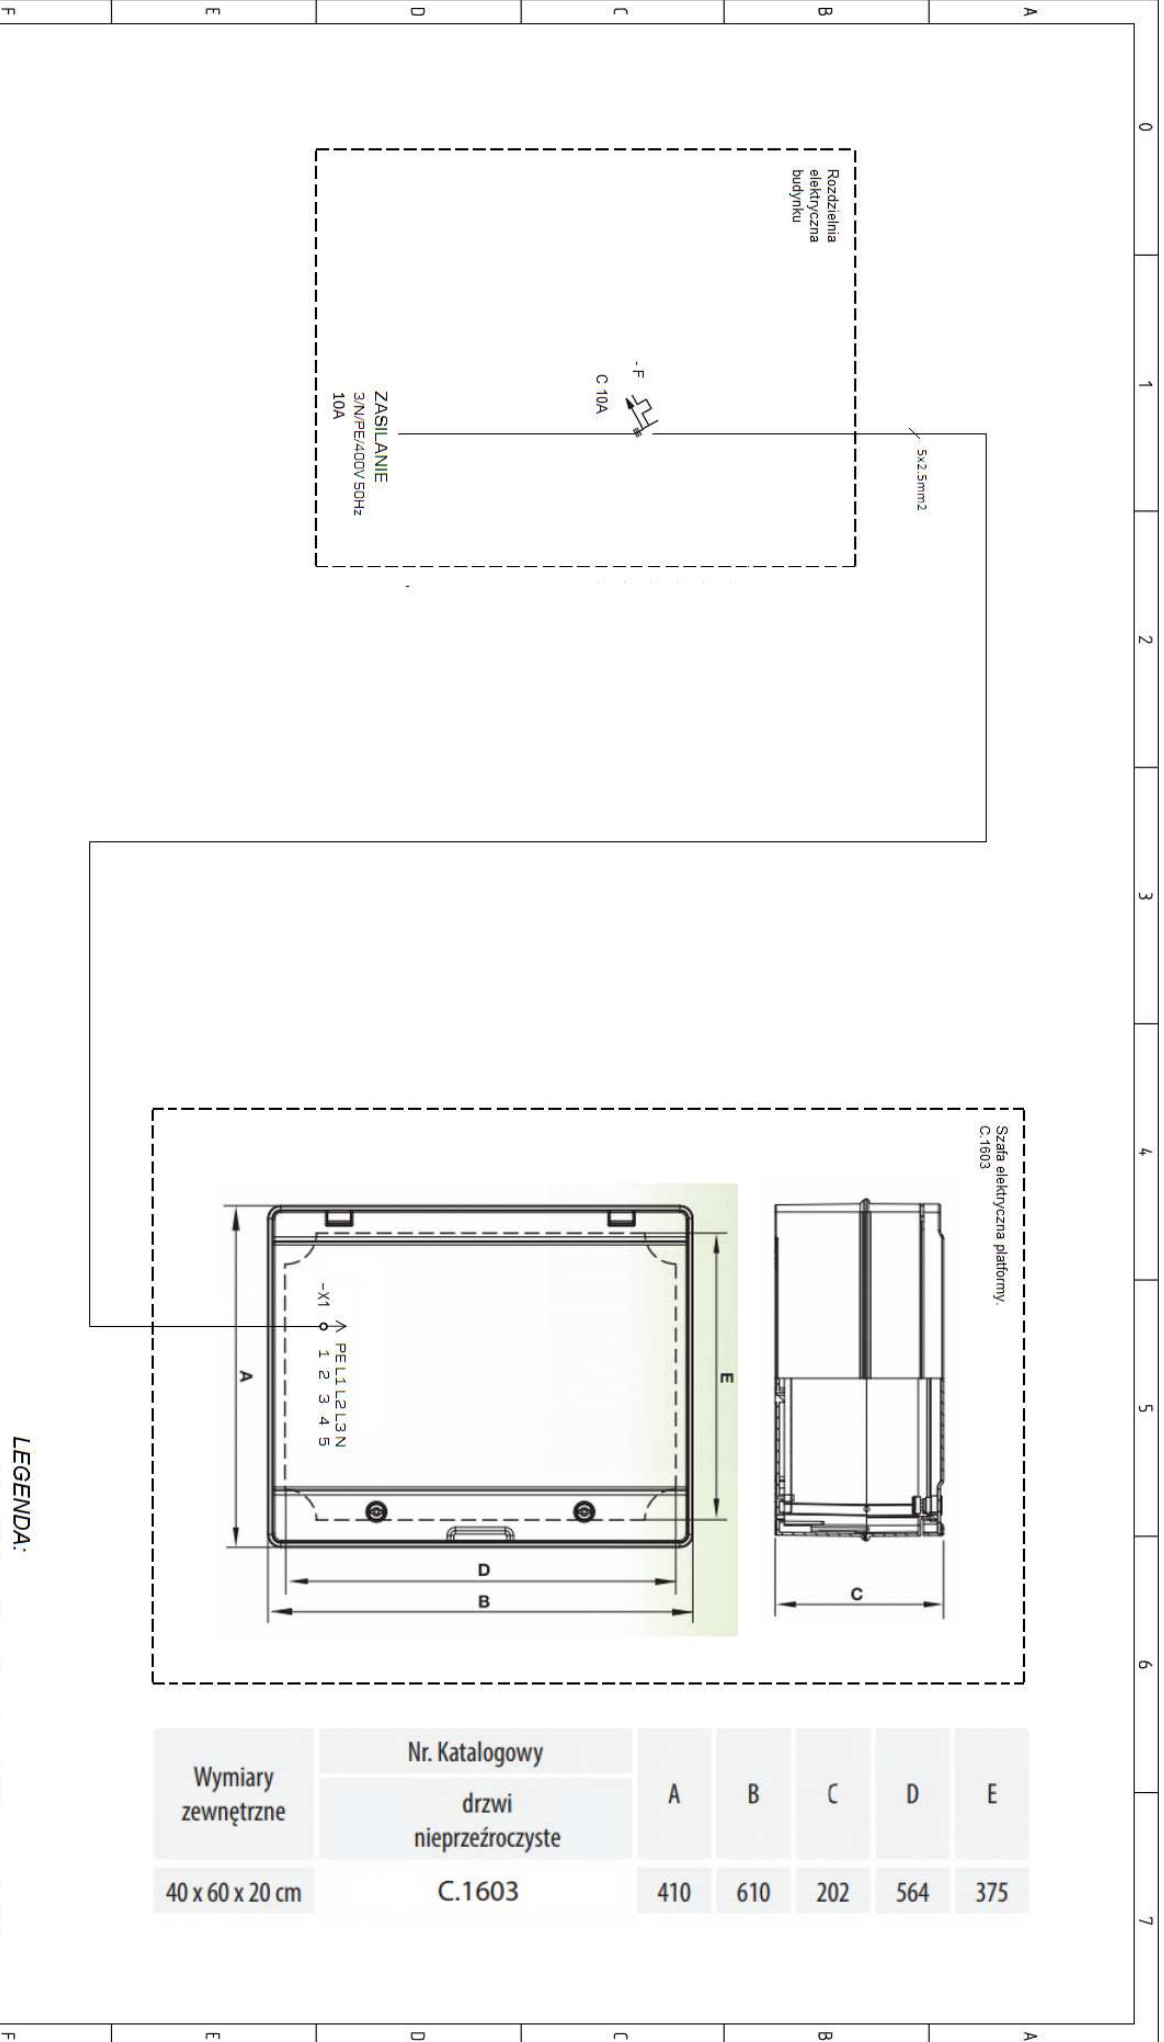 F
E
D
C
B
A
0
1
2
3
4
5
6
7
Rozdzielnia
elektryczna
budynku
- F
C 10A
ZASILANIE
3/N/PE/400V 50Hz
10A
5x2.5mm2
Szafa elektryczna platformy.
C.1603
-X1
PE L1 L2 L3 N
1 2 3 4 5
A
E
D
B
C
LEGENDA:
Wymiary
zewnętrzne
Nr. Katalogowy
drzwi
nieprzeźroczyste
A
B
C
D
E
40 x 60 x 20 cm
C.1603
410
610
202
564
375
F
E
D
C
B
A